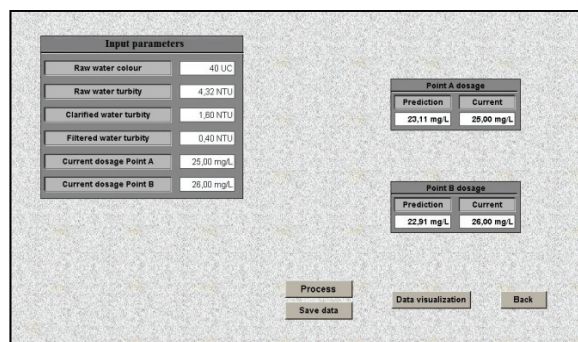 Input parameters
Raw water colour 40 UC
Raw water turbity 4,32 NTU
Clarified water turbity 1,60 NTU
Filtered water turbity 0,40 NTU
Current dosage Point A 25,00 mg/L
Current dosage Point B 26,00 mg/L
Point A dosage
Prediction Current
23,11 mg/L 25,00 mg/L
Point B dosage
Prediction Current
22,91 mg/L 26,00 mg/L
Process
Save data
Data visualization
Back